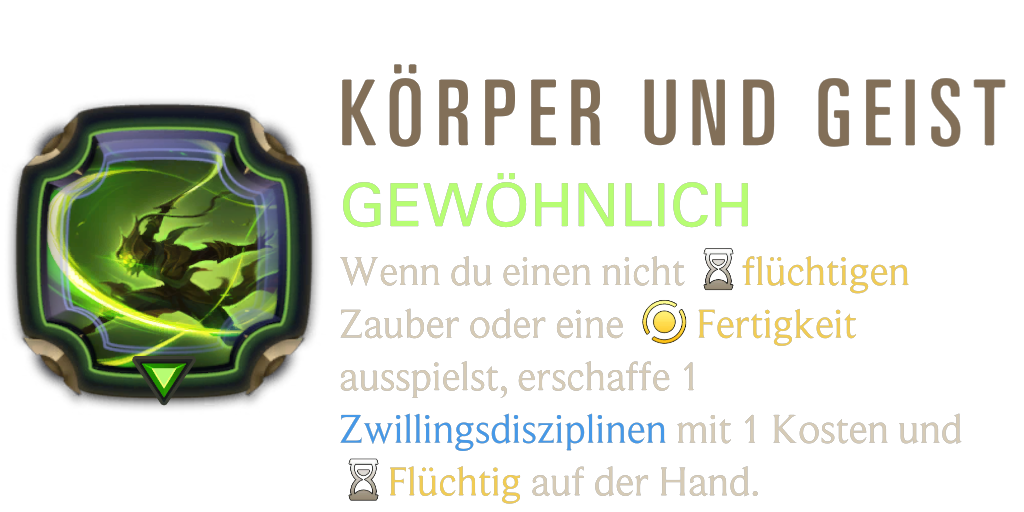 KÖRPER UND GEIST
GEWÖHNLICH
Wenn du einen nicht flüchtigen
Zauber oder eine Fertigkeit
ausspielst, erschaffe 1
Zwillingsdisziplinen mit 1 Kosten und
Flüchtig auf der Hand.